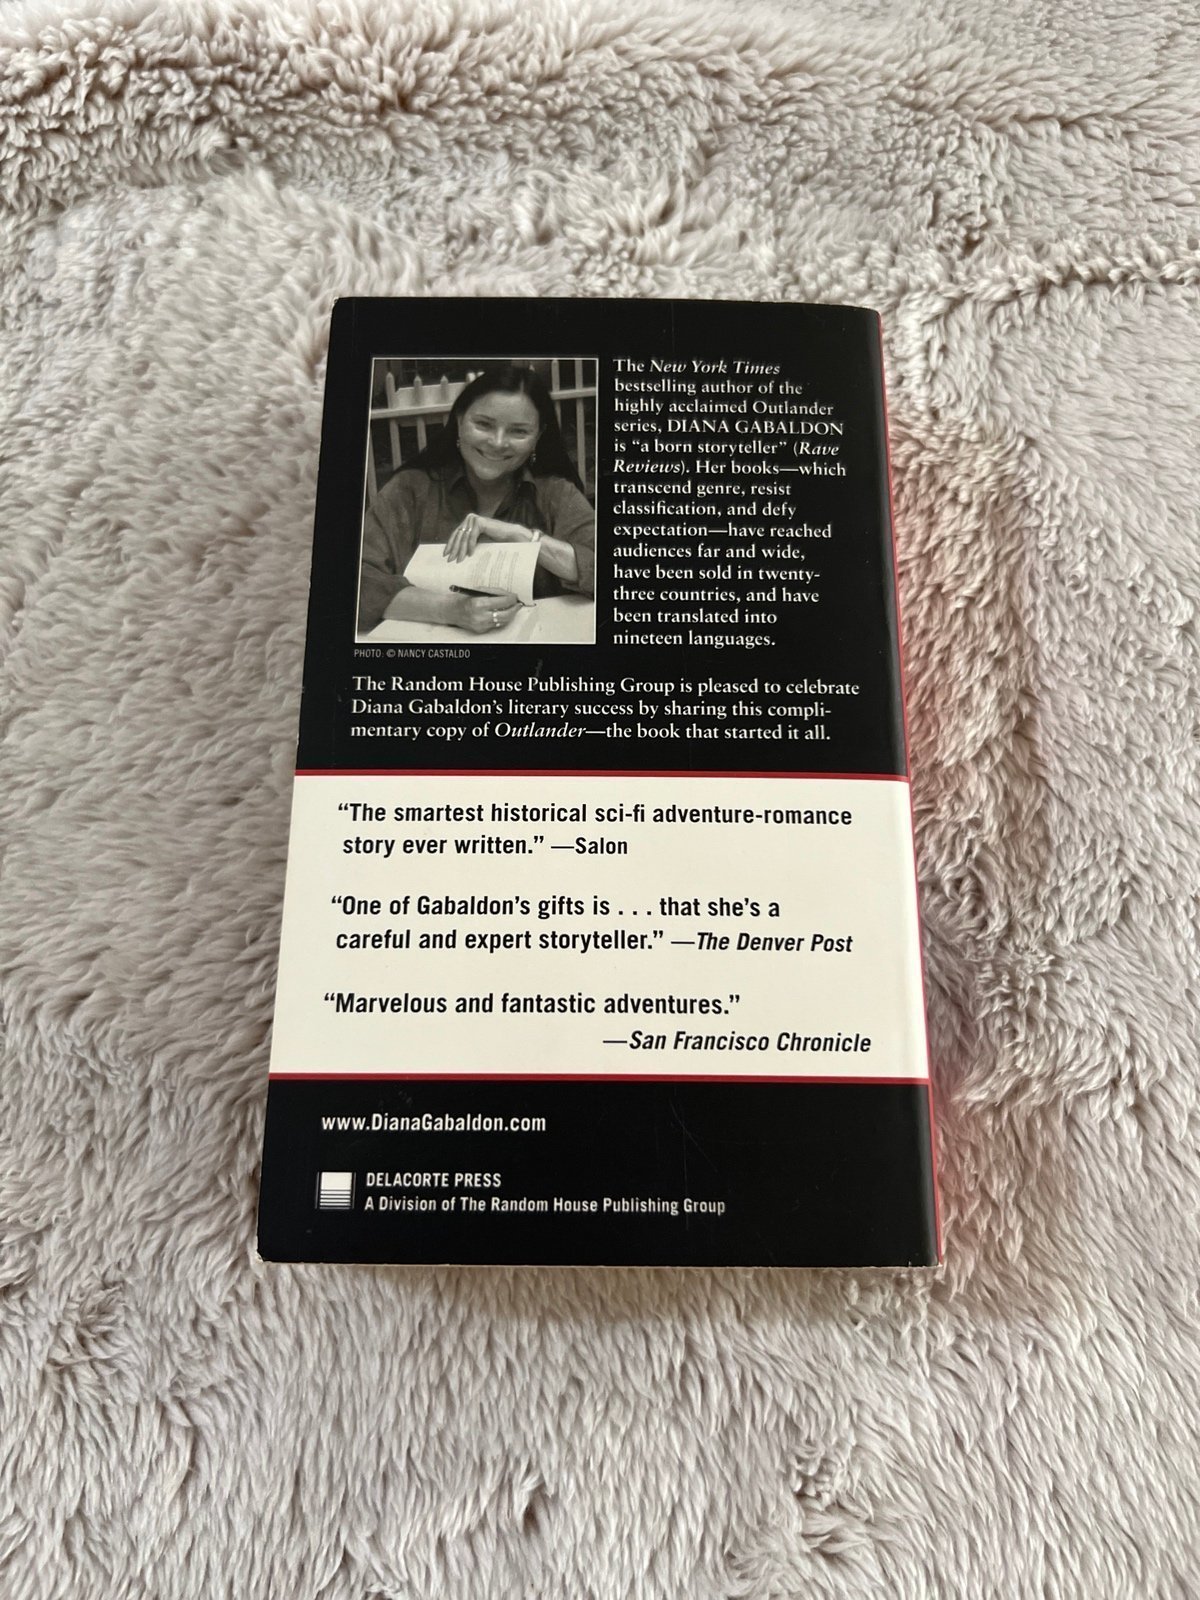 The New York Times
bestselling author of the
highly acclaimed Outlander
series, DIANA GABALDON
is “a born storyteller” (Rave
Reviews). Her books—which
transcend genre, resist
classification, and defy
expectation—have reached
audiences far and wide,
have been sold in twenty-
three countries, and have
been translated into
nineteen languages.
PHOTO: © NANCY CASTALDO
The Random House Publishing Group is pleased to celebrate
Diana Gabaldon’s literary success by sharing this compli-
mentary copy of Outlander—the book that started it all.
“The smartest historical sci-fi adventure-romance
story ever written.” —Salon
“One of Gabaldon’s gifts is . . . that she’s a
careful and expert storyteller.” —The Denver Post
“Marvelous and fantastic adventures.”
—San Francisco Chronicle
www.DianaGabaldon.com
DELACORTE PRESS
A Division of The Random House Publishing Group